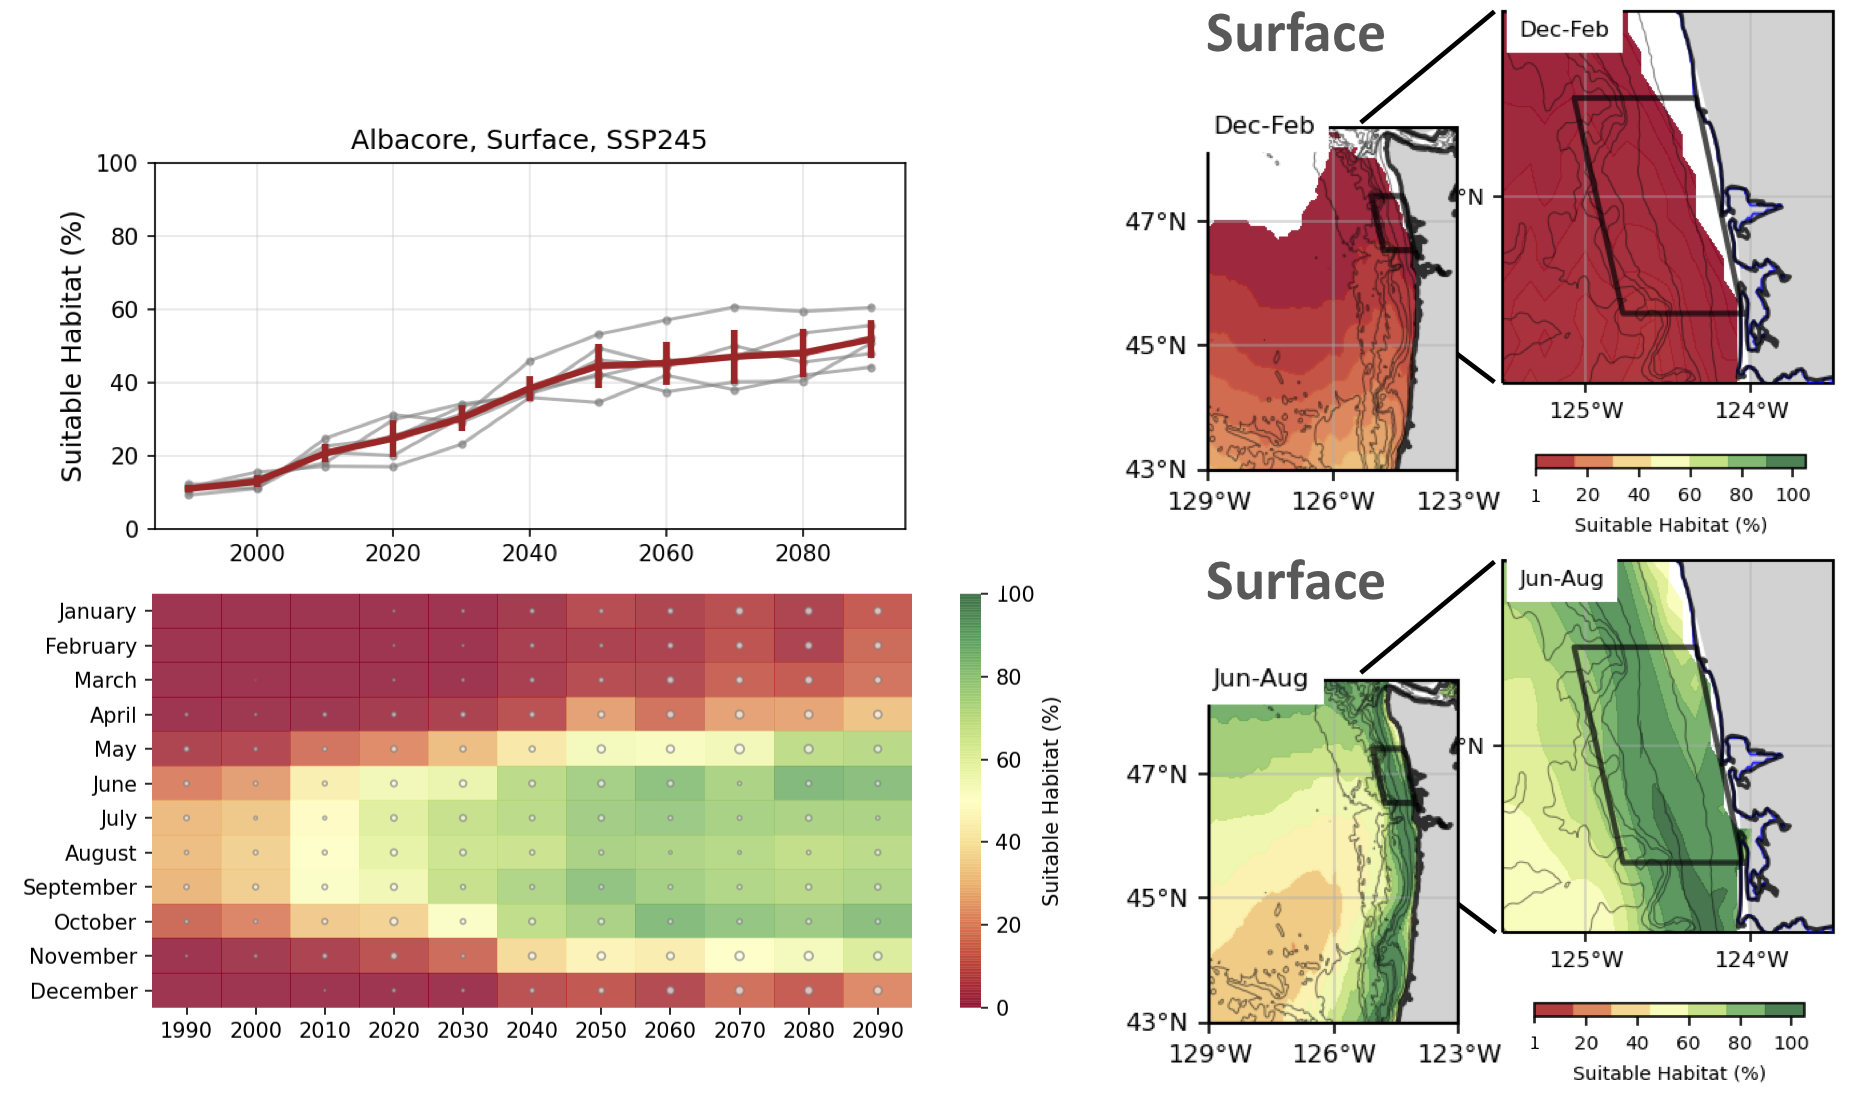 Albacore, Surface, SSP245
Suitable Habitat (%)
100
80
60
40
20
0
2000 2020 2040 2060 2080
January
February
March
April
May
June
July
August
September
October
November
December
1990 2000 2010 2020 2030 2040 2050 2060 2070 2080 2090
100
80
60
40
20
0
Suitable Habitat (%)
Surface
Dec-Feb
47°N
45°N
43°N
129°W 126°W 123°W
Dec-Feb
°N
125°W 124°W
1 20 40 60 80 100
Suitable Habitat (%)
Surface
Jun-Aug
47°N
45°N
43°N
129°W 126°W 123°W
Jun-Aug
°N
125°W 124°W
1 20 40 60 80 100
Suitable Habitat (%)